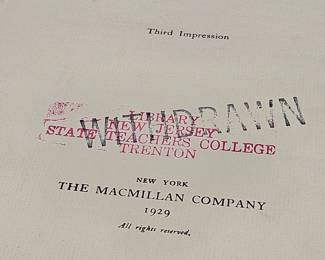 Third Impression
WITHDRAWN
LIBRARY
NEW JERSEY
STATE TEACHERS COLLEGE
TRENTON
NEW YORK
THE MACMILLAN COMPANY
1929
All rights reserved.